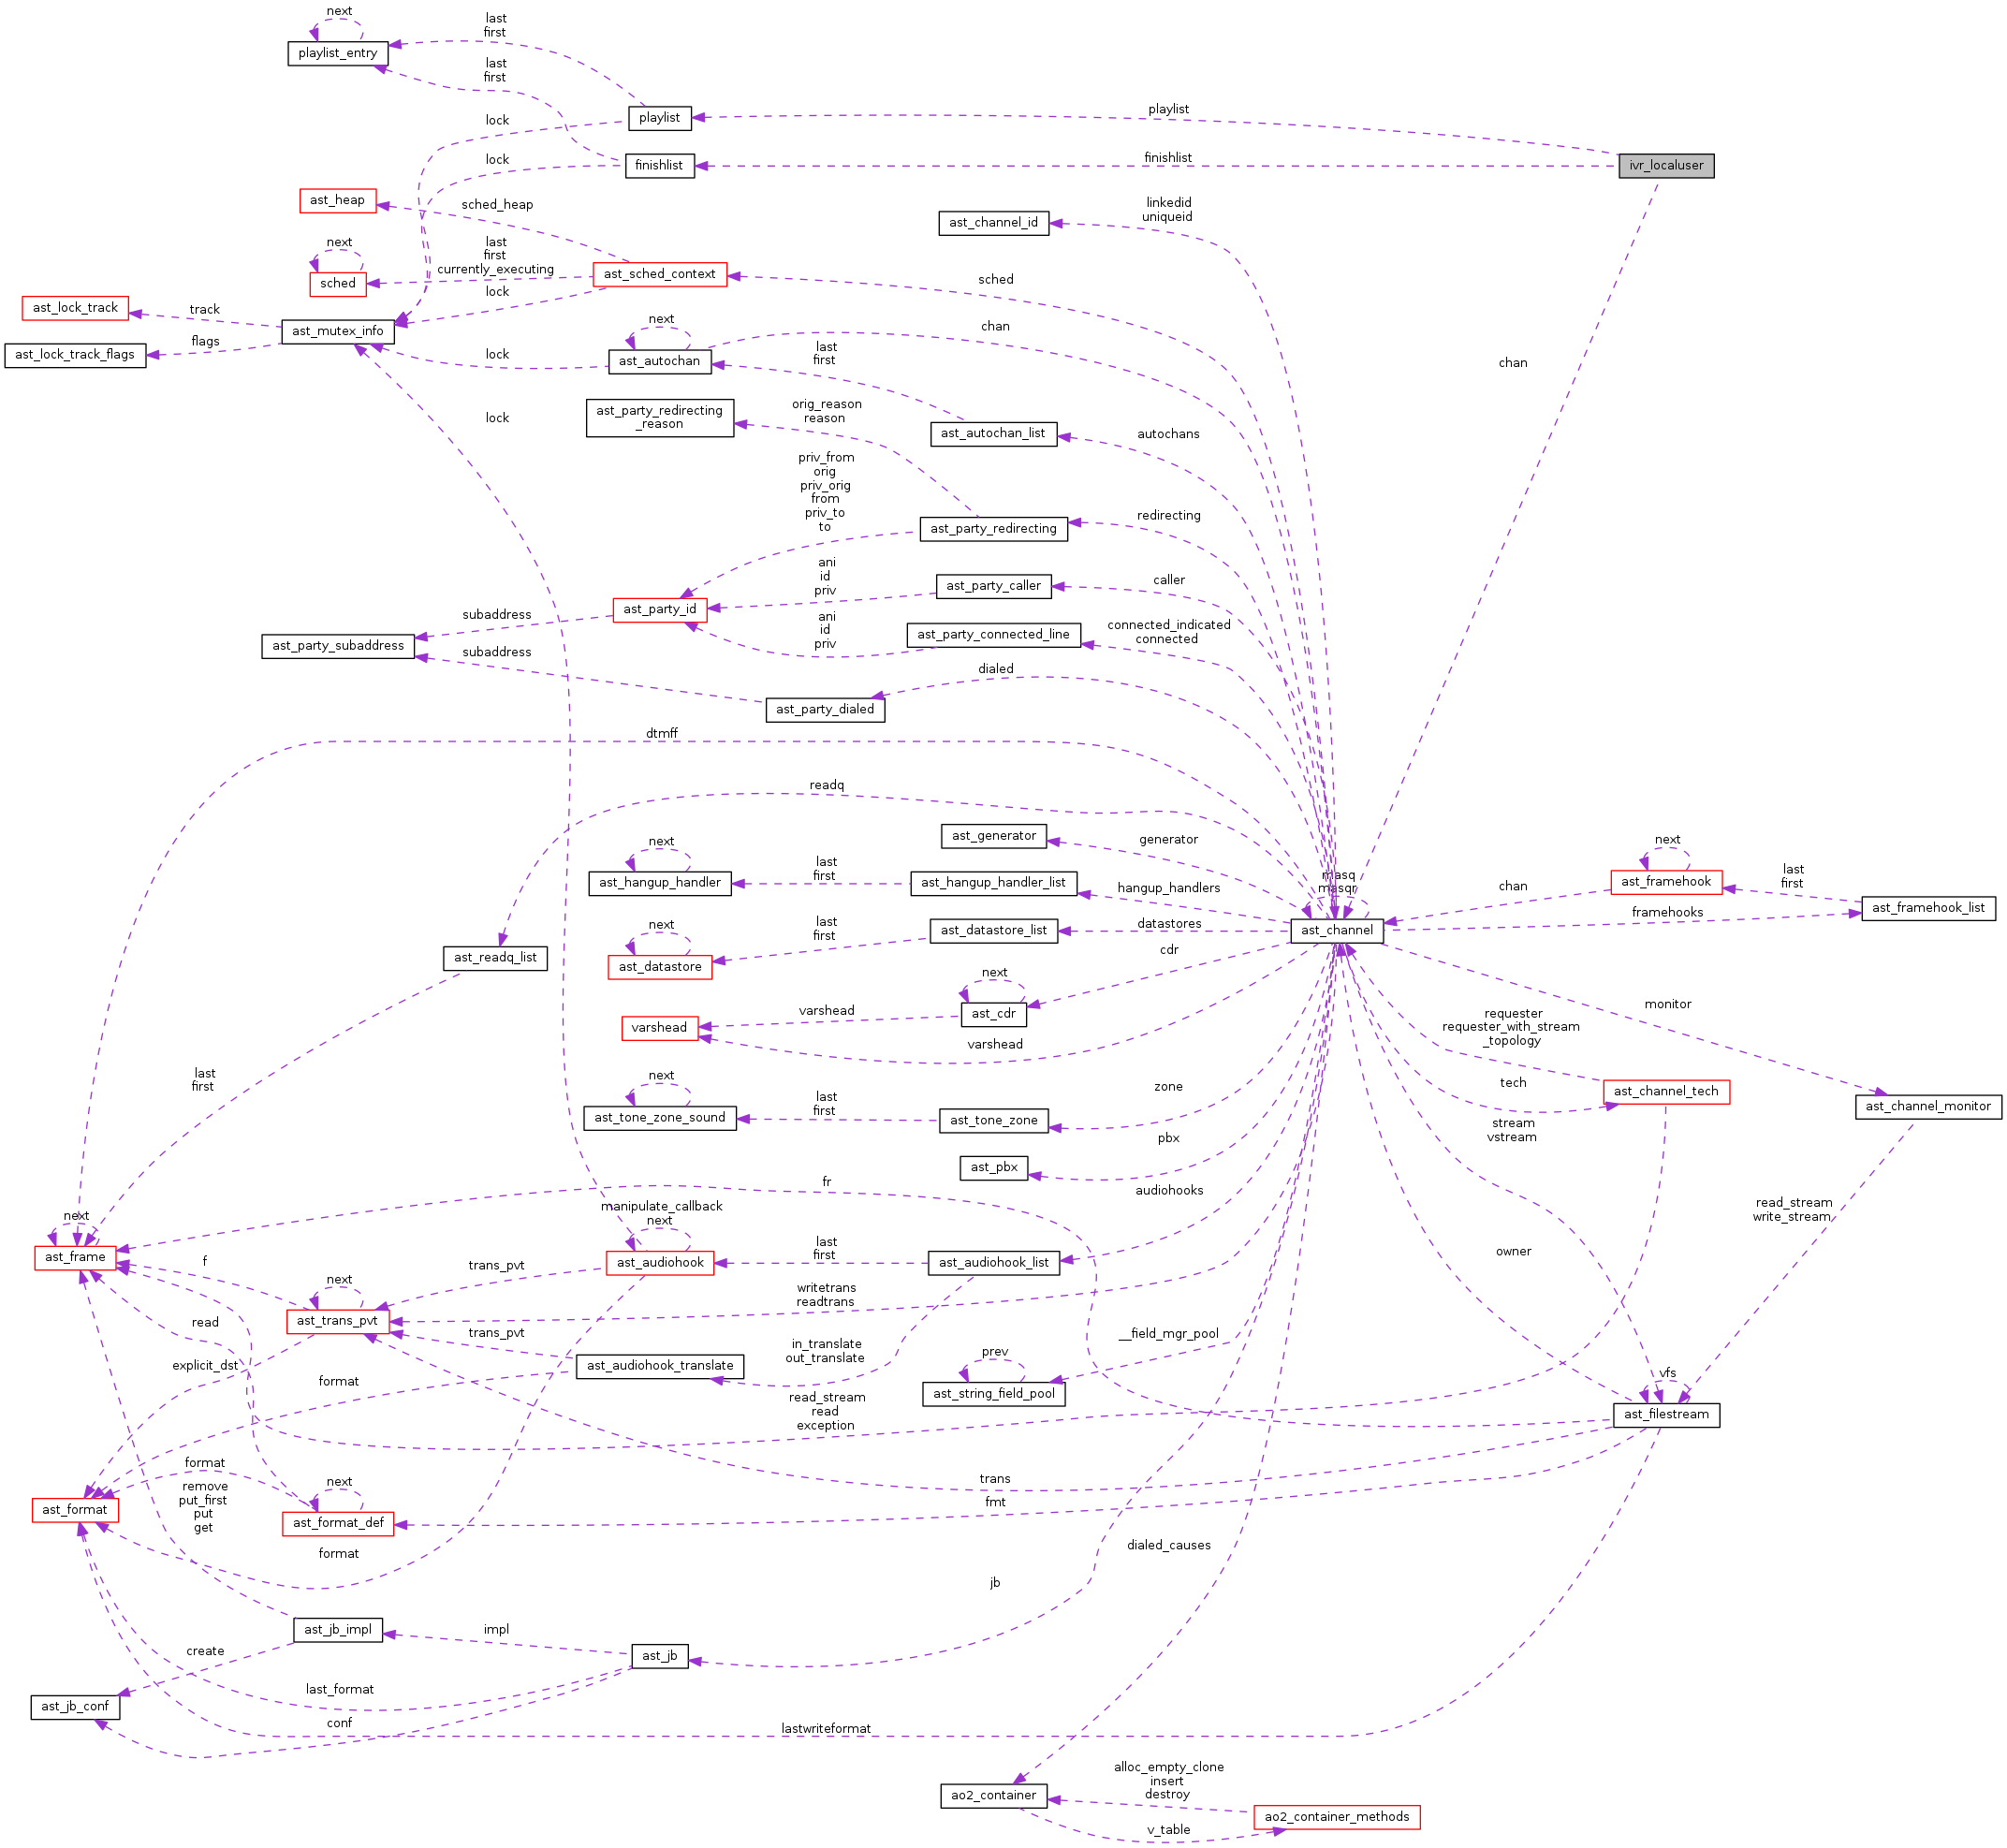 next
last
first
playlist_entry
last
first
playlist
playlist
lock
finishlist
finishlist
ivr_localuser
lock
ast_heap
sched_heap
linkedid
uniqueid
ast_channel_id
next
last
first
currently_executing
sched
ast_sched_context
sched
lock
ast_lock_track
track
ast_mutex_info
flags
ast_lock_track_flags
next
chan
lock
ast_autochan
last
first
chan
orig_reason
reason
ast_party_redirecting
_reason
lock
ast_autochan_list
autochans
priv_from
orig
priv_orig
from
priv_to
to
redirecting
ast_party_redirecting
ani
id
priv
ast_party_caller
caller
ast_party_id
subaddress
ani
id
priv
ast_party_connected_line
connected_indicated
connected
ast_party_subaddress
subaddress
dialed
ast_party_dialed
dtmff
readq
ast_generator
generator
next
last
first
ast_hangup_handler
ast_hangup_handler_list
hangup_handlers
masq
masqr
next
ast_framehook
chan
last
first
ast_framehook_list
framehooks
ast_channel
next
last
first
ast_datastore_list
datastores
ast_readq_list
ast_datastore
cdr
next
ast_cdr
varshead
varshead
varshead
monitor
requester
requester_with_stream
_topology
last
first
next
last
first
ast_tone_zone_sound
ast_tone_zone
zone
tech
ast_channel_tech
ast_channel_monitor
stream
vstream
pbx
ast_pbx
fr
audiohooks
read_stream
write_stream
next
manipulate_callback
next
ast_frame
f
last
first
ast_audiohook
ast_audiohook_list
owner
trans_pvt
next
writetrans
readtrans
ast_trans_pvt
read
trans_pvt
__field_mgr_pool
explicit_dst
in_translate
out_translate
ast_audiohook_translate
prev
format
ast_string_field_pool
vfs
ast_filestream
read_stream
read
exception
format
next
trans
remove
put_first
put
get
ast_format
ast_format_def
fmt
format
dialed_causes
jb
ast_jb_impl
impl
create
ast_jb
last_format
ast_jb_conf
conf
lastwriteformat
alloc_empty_clone
insert
destroy
ao2_container
ao2_container_methods
v_table